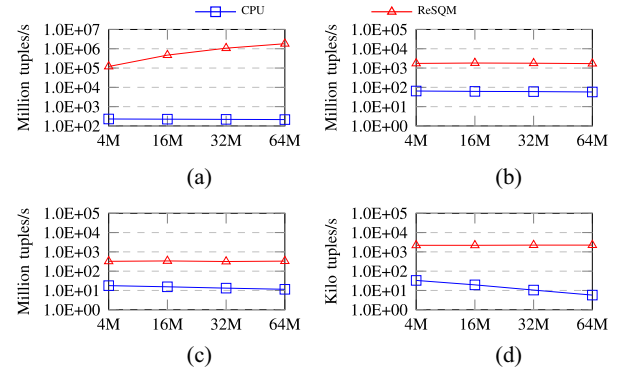 CPU ReSQM
Million tuples/s
1.0E+07
1.0E+06
1.0E+05
1.0E+04
1.0E+03
1.0E+02
4M 16M 32M 64M
(a)
Million tuples/s
1.0E+05
1.0E+04
1.0E+03
1.0E+02
1.0E+01
1.0E+00
4M 16M 32M 64M
(b)
Million tuples/s
1.0E+05
1.0E+04
1.0E+03
1.0E+02
1.0E+01
1.0E+00
4M 16M 32M 64M
(c)
Kilo tuples/s
1.0E+05
1.0E+04
1.0E+03
1.0E+02
1.0E+01
1.0E+00
4M 16M 32M 64M
(d)